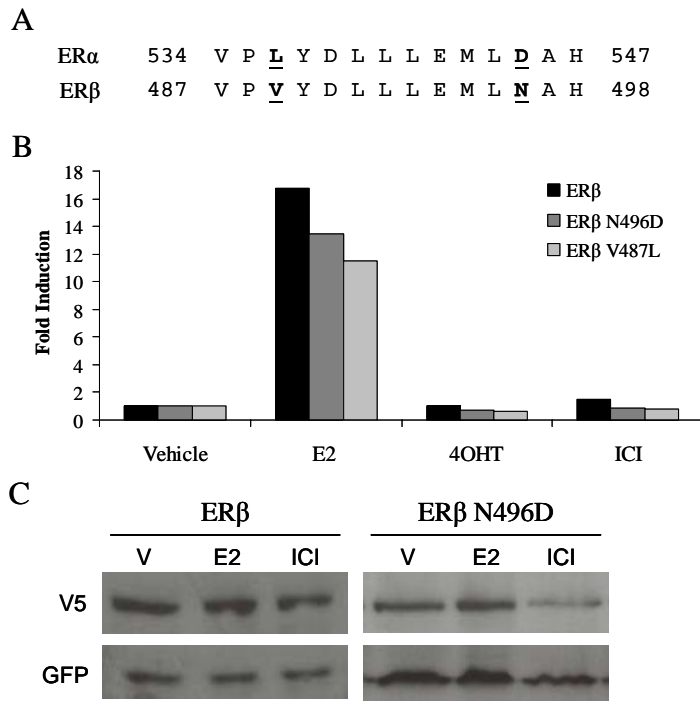 A
ERα 534 V P L Y D L L L E M L D A H 547
ERβ 487 V P V Y D L L L E M L N A H 498
B
18
16
14
12
10
8
6
4
2
0
Fold Induction
ERβ
ERβ N496D
ERβ V487L
Vehicle E2 4OHT ICI
C
ERβ ERβ N496D
V E2 ICI V E2 ICI
V5
GFP